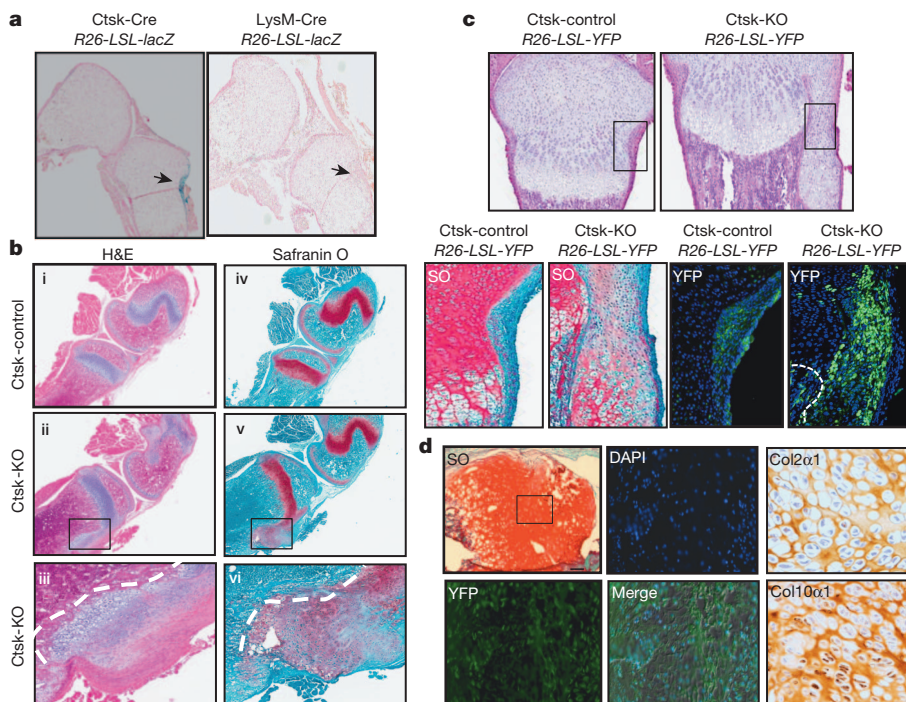 a
Ctsk-Cre
R26-LSL-lacZ
LysM-Cre
R26-LSL-lacZ
b
H&E
Safranin O
Ctsk-control
i
iv
Ctsk-KO
ii
v
Ctsk-KO
iii
vi
c
Ctsk-control
R26-LSL-YFP
Ctsk-KO
R26-LSL-YFP
Ctsk-control
R26-LSL-YFP
Ctsk-KO
R26-LSL-YFP
Ctsk-control
R26-LSL-YFP
Ctsk-KO
R26-LSL-YFP
SO
SO
YFP
YFP
d
SO
DAPI
Col2α1
YFP
Merge
Col10α1